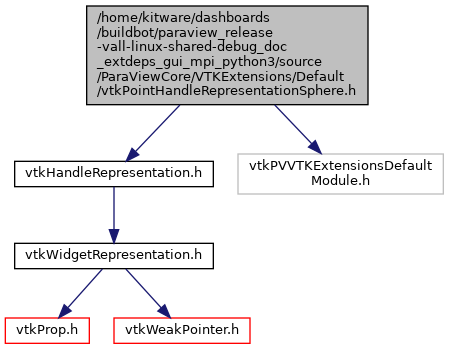 /home/kitware/dashboards
/buildbot/paraview_release
-vall-linux-shared-debug_doc
_extdeps_gui_mpi_python3/source
/ParaViewCore/VTKExtensions/Default
/vtkPointHandleRepresentationSphere.h
vtkHandleRepresentation.h
vtkPVVTKExtensionsDefault
Module.h
vtkWidgetRepresentation.h
vtkProp.h
vtkWeakPointer.h